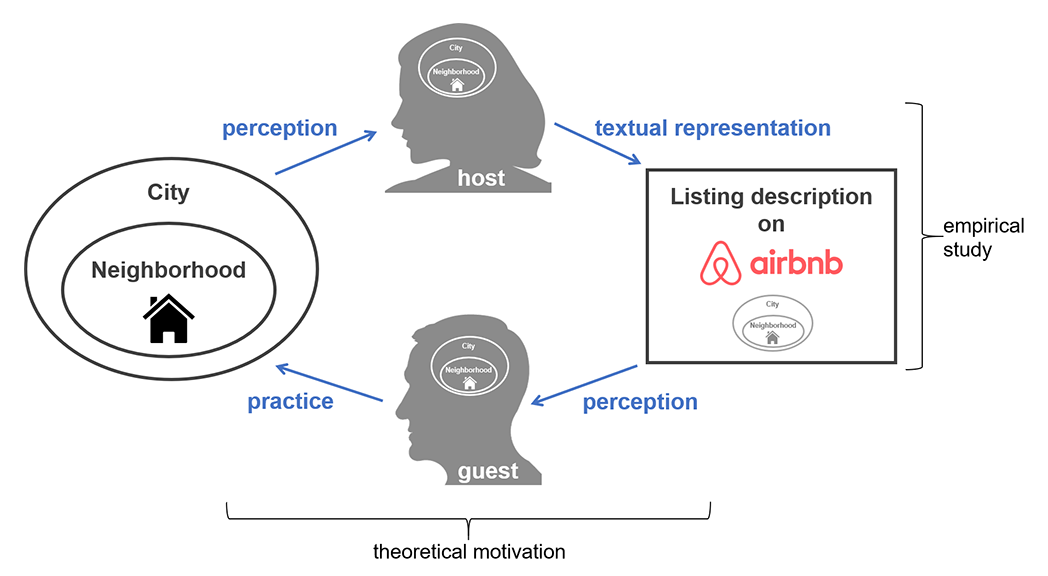 City
Neighborhood
host
perception
textual representation
City
Neighborhood
Listing description
on
airbnb
City
Neighborhood
empirical
study
City
Neighborhood
guest
practice
perception
theoretical motivation